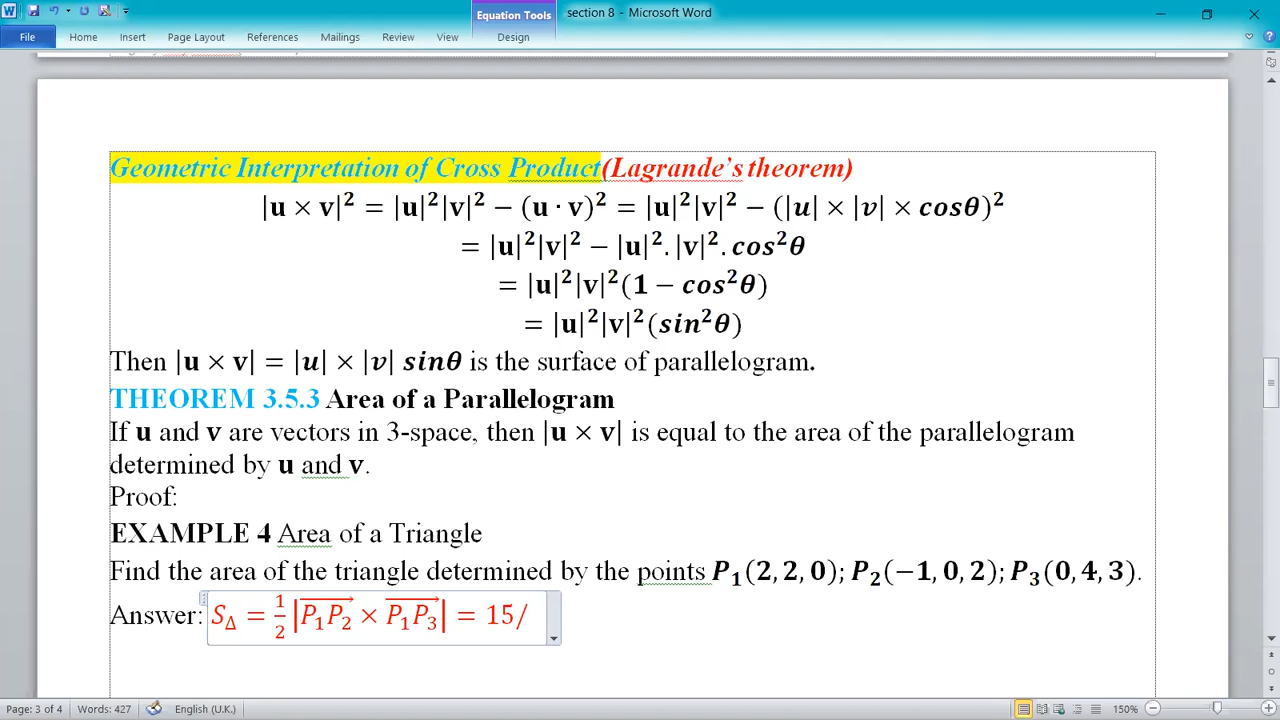 Equation Tools
section 8 - Microsoft Word
File Home Insert Page Layout References Mailings Review View Design
Geometric Interpretation of Cross Product(Lagrande's theorem)
|u × v|² = |u|²|v|² − (u · v)² = |u|²|v|² − (|u| × |v| × cosθ)²
= |u|²|v|² − |u|².|v|².cos²θ
= |u|²|v|²(1 − cos²θ)
= |u|²|v|²(sin²θ)
Then |u × v| = |u| × |v| sinθ is the surface of parallelogram.
THEOREM 3.5.3 Area of a Parallelogram
If u and v are vectors in 3-space, then |u × v| is equal to the area of the parallelogram
determined by u and v.
Proof:
EXAMPLE 4 Area of a Triangle
Find the area of the triangle determined by the points P₁(2, 2, 0); P₂(−1, 0, 2); P₃(0, 4, 3).
Answer: S_Δ = 1/2 |P₁P₂ × P₁P₃| = 15/
Page: 3 of 4 Words: 427 English (U.K.) 150%